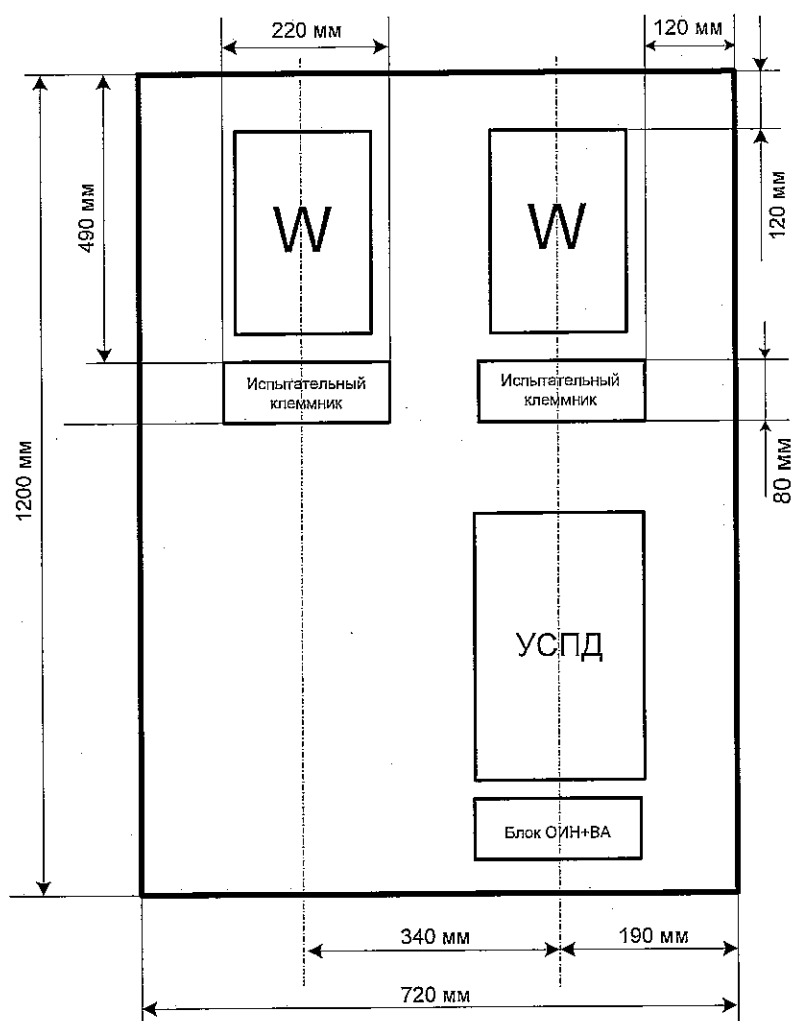 220 мм
120 мм
490 мм
W
W
120 мм
Испытательный
клеммник
Испытательный
клеммник
80 мм
1200 мм
УСПД
Блок ОИН+ВА
340 мм
190 мм
720 мм